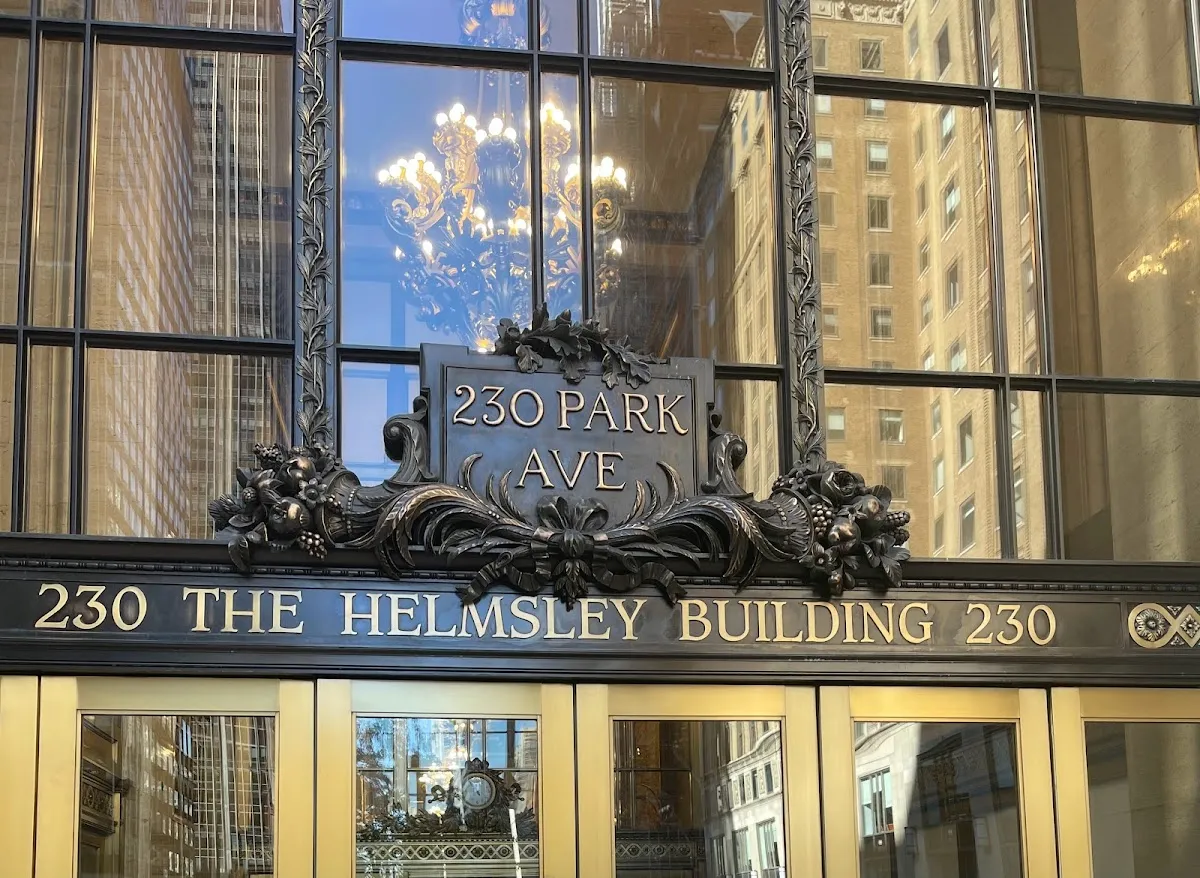 230 PARK
AVE
230 THE HELMSLEY BUILDING 230